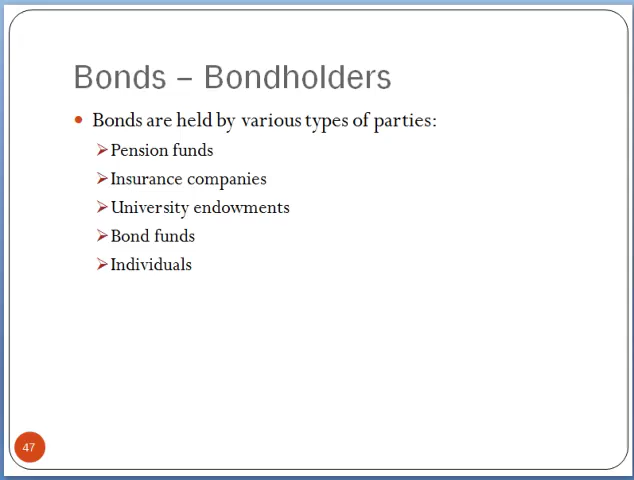 Bonds – Bondholders
Bonds are held by various types of parties:
Pension funds
Insurance companies
University endowments
Bond funds
Individuals
47